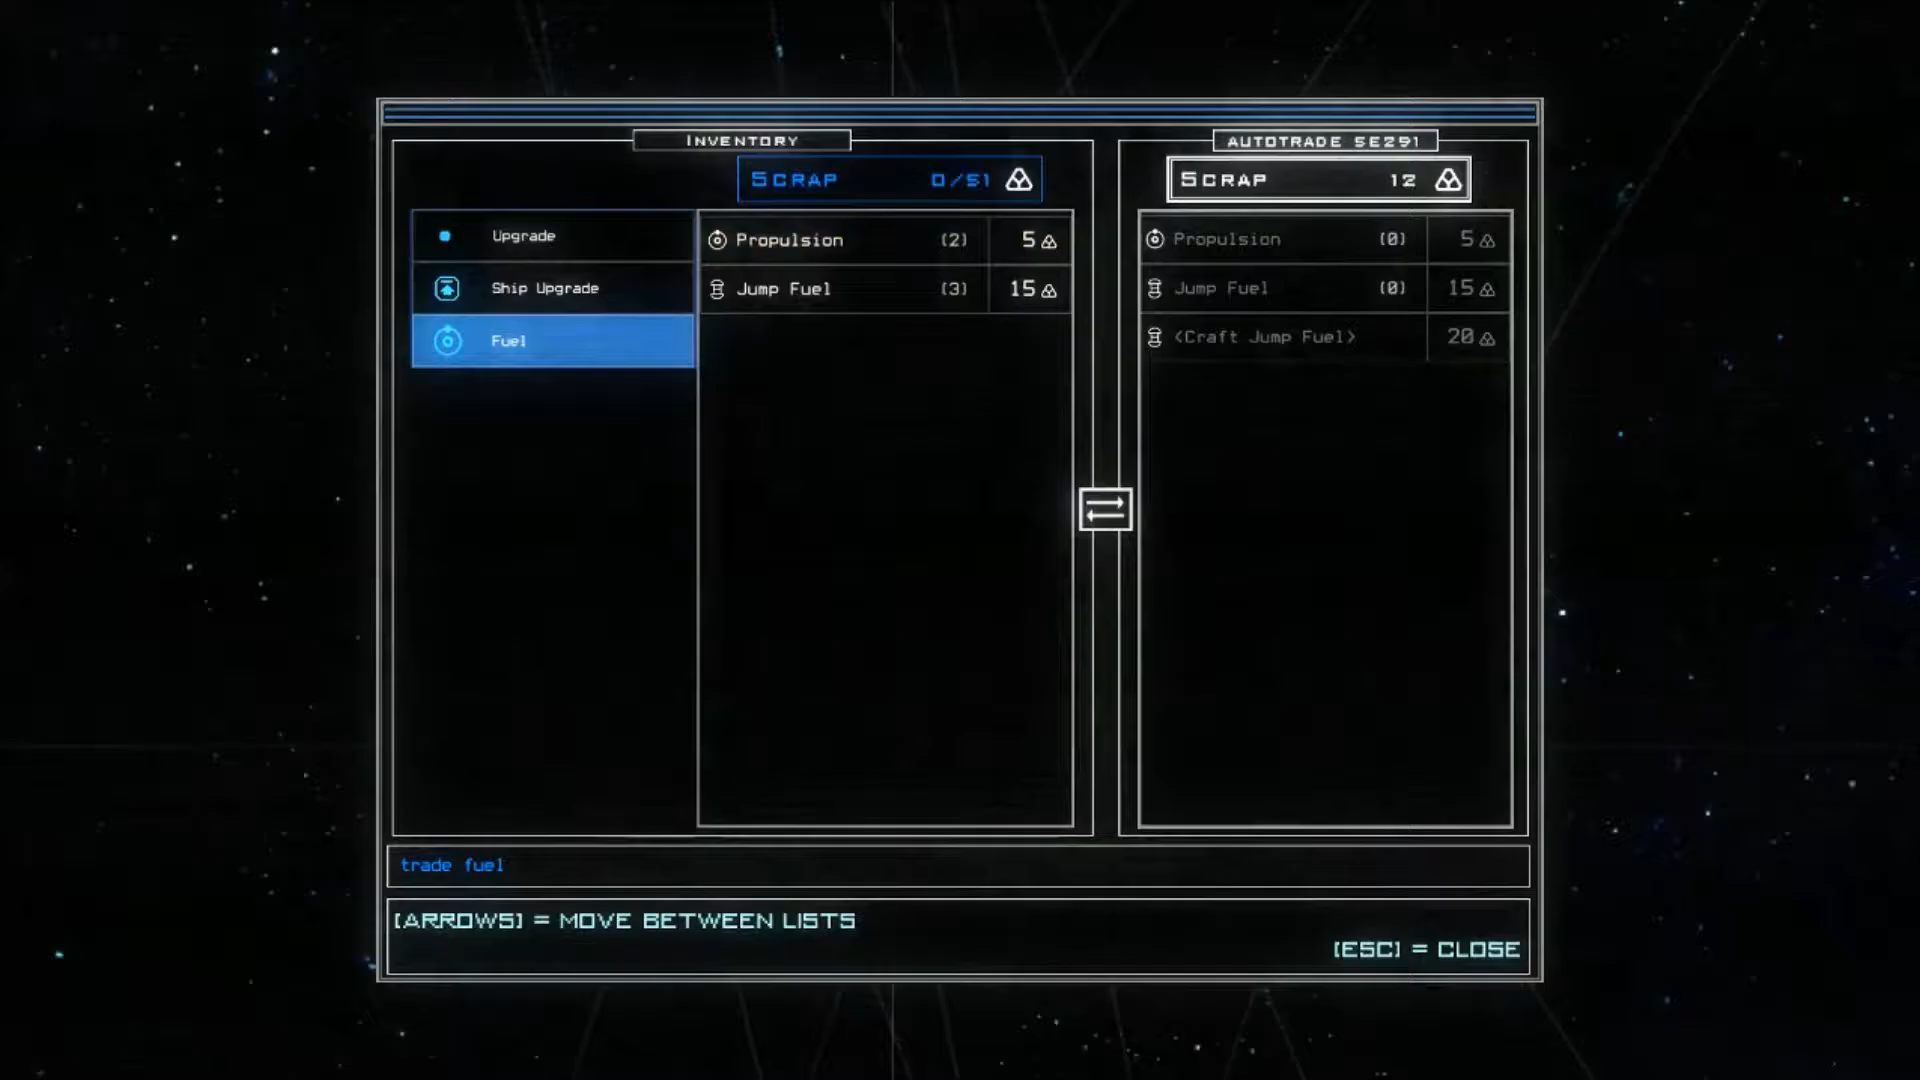 INVENTORY
SCRAP 0/51
Upgrade
Ship Upgrade
Fuel
Propulsion (2) 5
Jump Fuel (3) 15
AUTOTRADE SE291
SCRAP 12
Propulsion (0) 5
Jump Fuel (0) 15
<Craft Jump Fuel> 20
trade fuel
[ARROWS] = MOVE BETWEEN LISTS
[ESC] = CLOSE